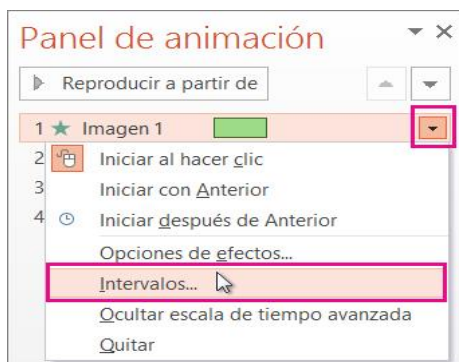 Panel de animación
Reproducir a partir de
1 Imagen 1
2 Iniciar al hacer clic
3 Iniciar con Anterior
4 Iniciar después de Anterior
Opciones de efectos...
Intervalos...
Ocultar escala de tiempo avanzada
Quitar